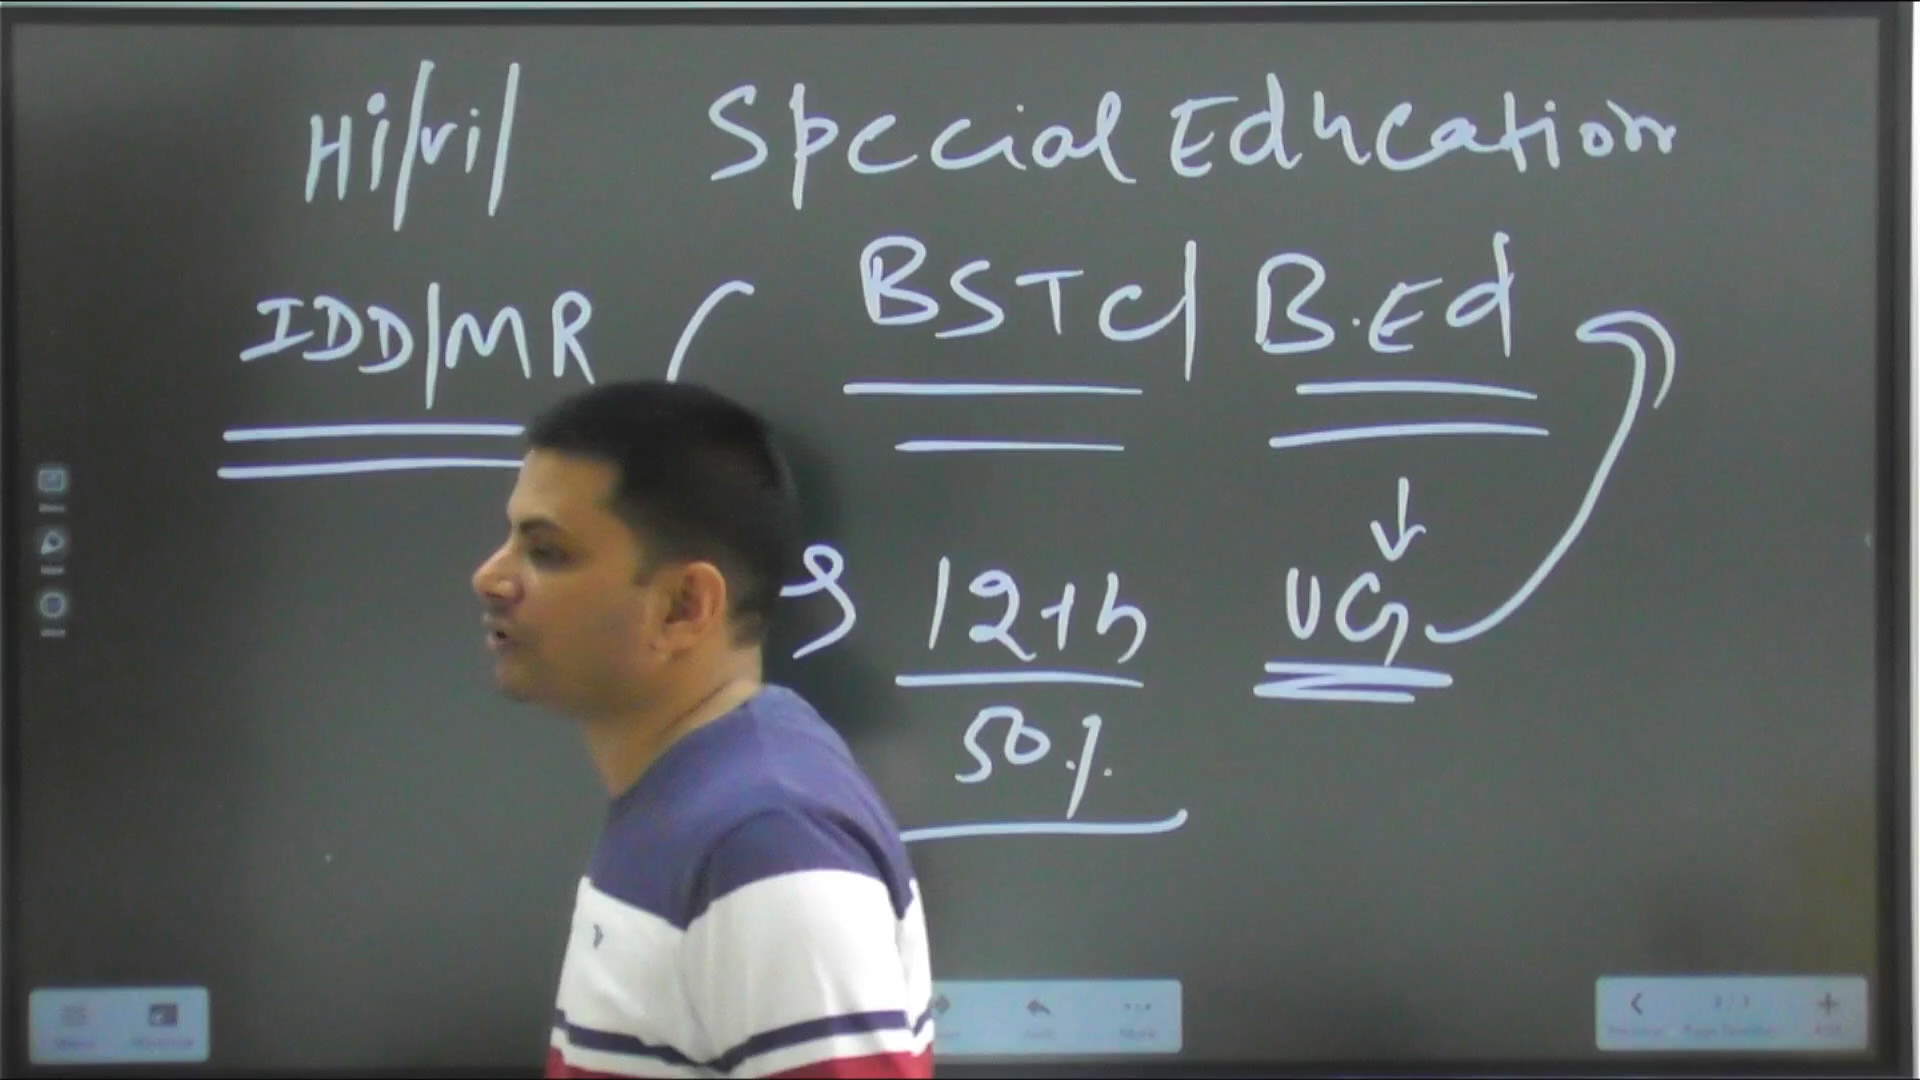 Hi/vi/ Special Education
IDD/MR BSTC/ B.Ed
12th UG
50%